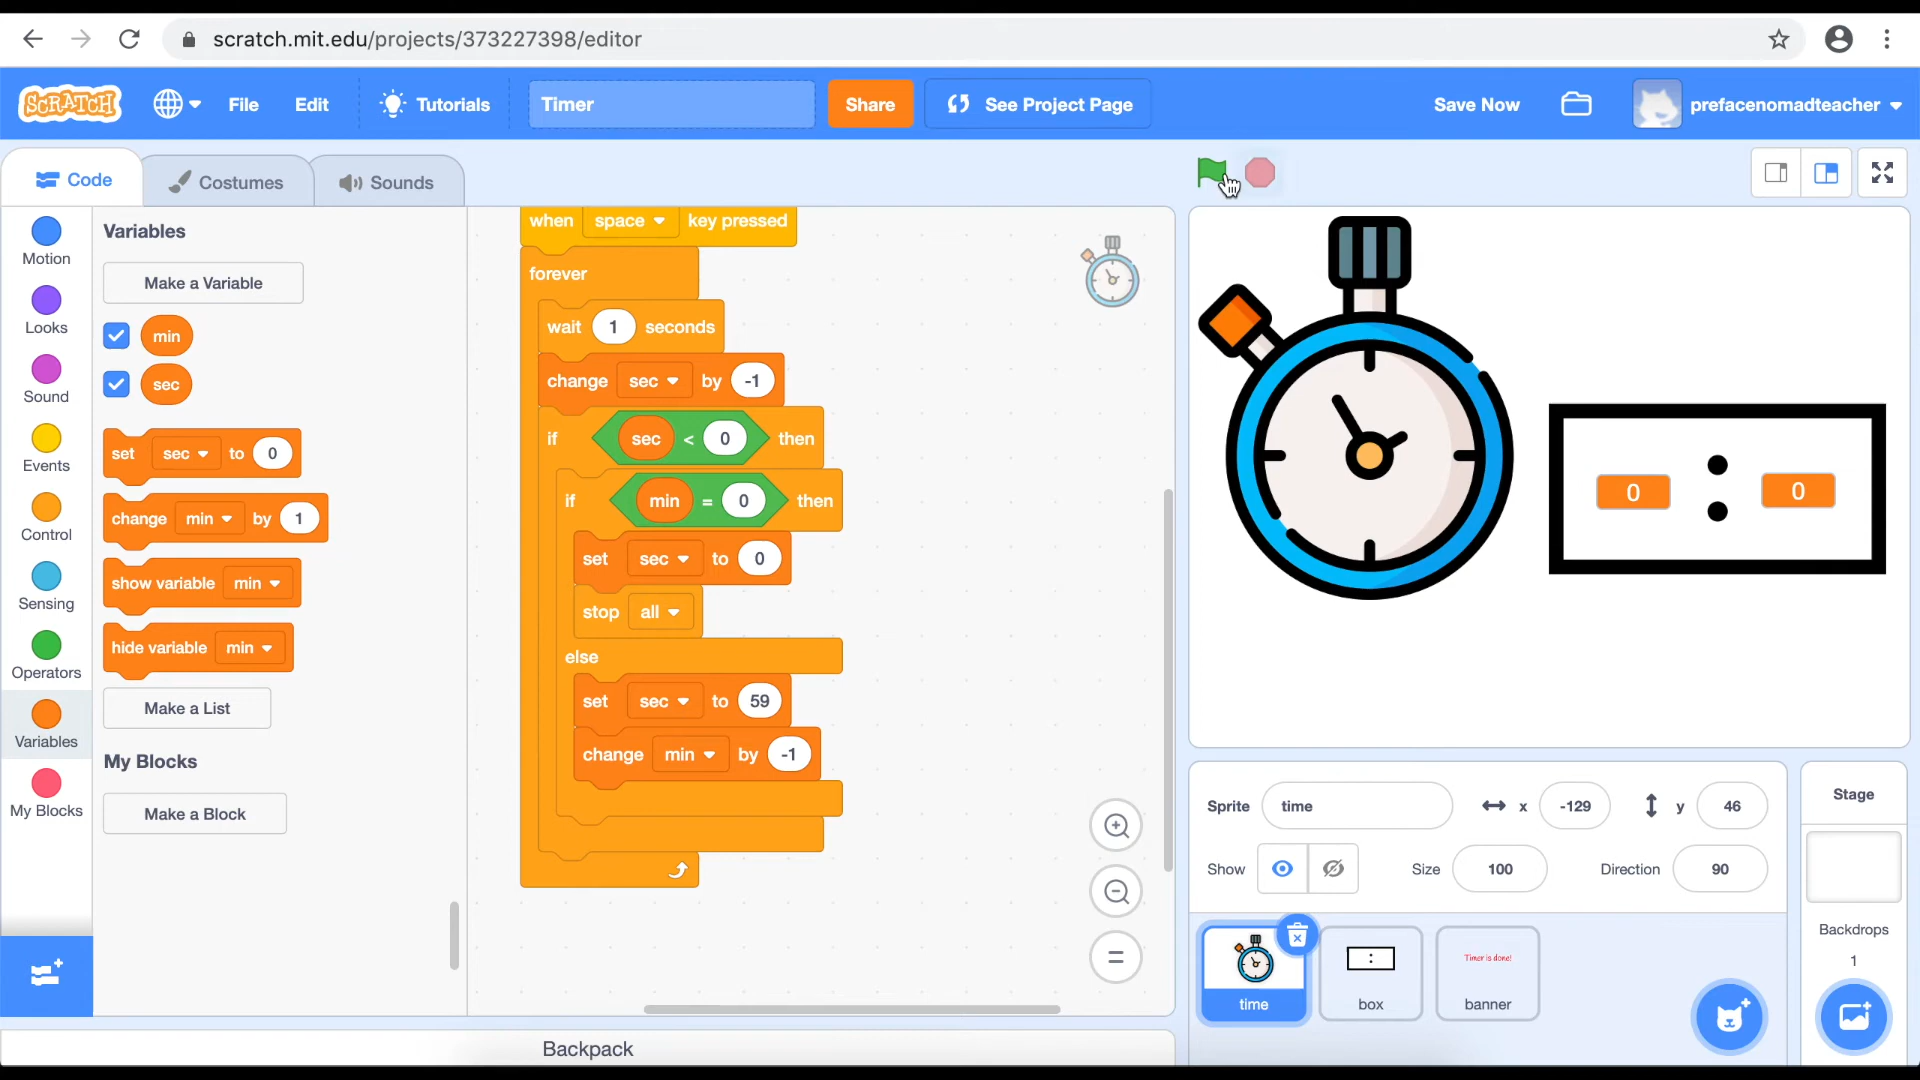 scratch.mit.edu/projects/373227398/editor
SCRATCH File Edit Tutorials Timer Share See Project Page Save Now prefacenomadteacher
Code Costumes Sounds
Motion
Looks
Sound
Events
Control
Sensing
Operators
Variables
My Blocks
Variables
Make a Variable
min
sec
set sec to 0
change min by 1
show variable min
hide variable min
Make a List
My Blocks
Make a Block
when space key pressed
forever
wait 1 seconds
change sec by -1
if sec < 0 then
if min = 0 then
set sec to 0
stop all
else
set sec to 59
change min by -1
Backpack
0 : 0
Sprite time x -129 y 46
Show Size 100 Direction 90
time
:
box
Timer is done!
banner
Stage
Backdrops
1